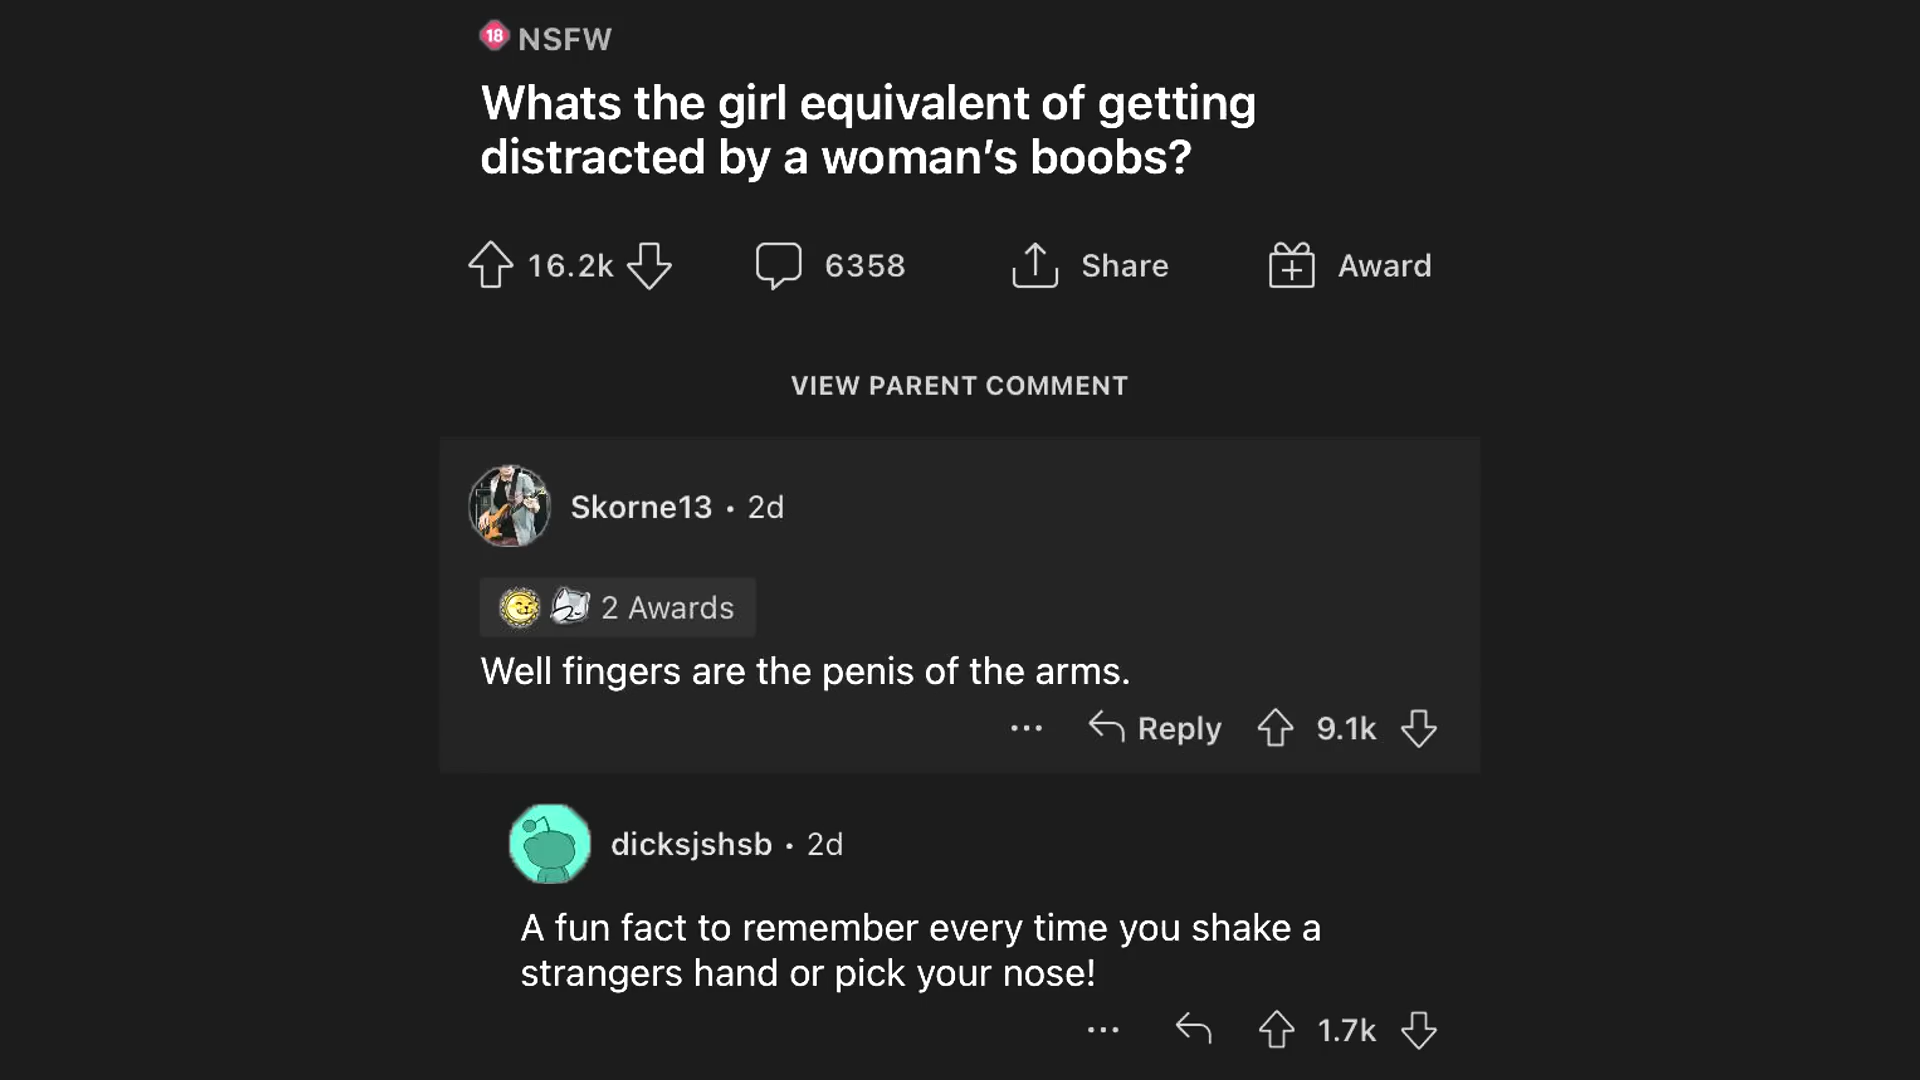 18 NSFW
Whats the girl equivalent of getting
distracted by a woman’s boobs?
16.2k 6358 Share Award
VIEW PARENT COMMENT
Skorne13 • 2d
2 Awards
Well fingers are the penis of the arms.
... Reply 9.1k
dicksjshsb • 2d
A fun fact to remember every time you shake a
strangers hand or pick your nose!
... 1.7k